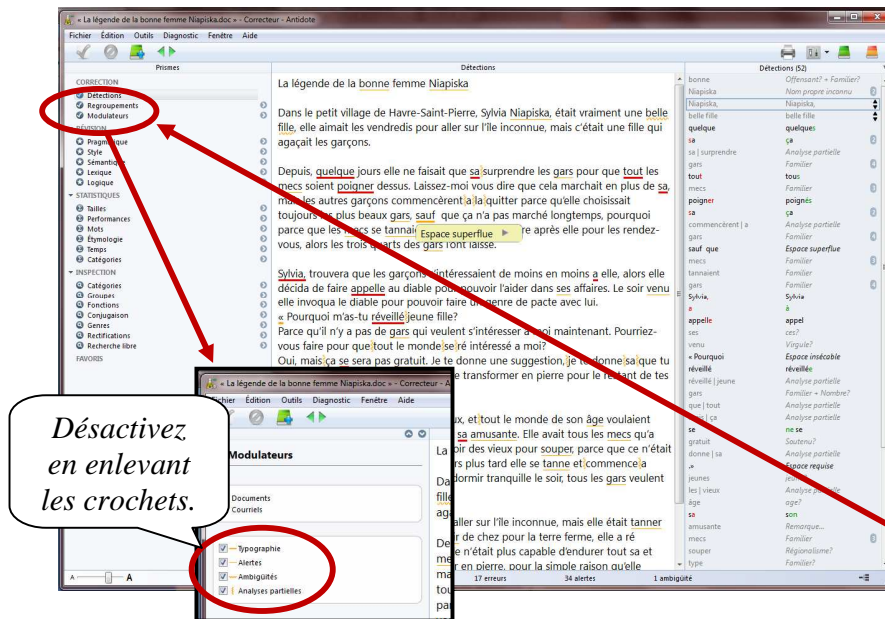 « La légende de la bonne femme Niapiska.doc » - Correcteur - Antidote
Fichier Édition Outils Diagnostic Fenêtre Aide
Prismes
CORRECTION
Détections
Regroupements
Modulateurs
RÉVISION
Pragmatique
Style
Sémantique
Lexique
Logique
STATISTIQUES
Tailles
Performances
Mots
Étymologie
Temps
Catégories
INSPECTION
Catégories
Groupes
Fonctions
Conjugaison
Genres
Rectifications
Recherche libre
FAVORIS
A A
Détections
La légende de la bonne femme Niapiska
Dans le petit village de Havre-Saint-Pierre, Sylvia Niapiska, était vraiment une belle
fille, elle aimait les vendredis pour aller sur l'île inconnue, mais c'était une fille qui
agaçait les garçons.
Depuis, quelque jours elle ne faisait que sa surprendre les gars pour que tout les
mecs soient poigner dessus. Laissez-moi vous dire que cela marchait en plus de sa,
mais les autres garçons commencèrent a la quitter parce qu'elle choisissait
toujours les plus beaux gars, sauf que ça n'a pas marché longtemps, pourquoi
parce que les mecs se tannai re après elle pour les rendez-
Espace superflue
vous, alors les trois quarts des gars l'ont laissé.
Sylvia, trouvera que les garçons s'intéressaient de moins en moins a elle, alors elle
décida de faire appelle au diable pour pouvoir l'aider dans ses affaires. Le soir venu
elle invoqua le diable pour pouvoir faire un genre de pacte avec lui.
« Pourquoi m'as-tu réveillé jeune fille?
Parce qu'il n'y a pas de gars qui veulent s'intéresser a moi maintenant. Pourriez-
vous faire pour que tout le monde se ré intéressé a moi?
Oui, mais ça se sera pas gratuit. Je te donne une suggestion, je te donne sa que tu
e transformer en pierre pour le restant de tes
ux, et tout le monde de son âge voulaient
sa amusante. Elle avait tous les mecs qu'a
oir des vieux pour souper, parce que ce n'était
rs plus tard elle se tanne et commence a
dormir tranquille le soir, tous les gars veulent
aller sur l'île inconnue, mais elle était tanner
r de chez pour la terre ferme, elle a ré
e n'était plus capable d'endurer tout sa et
r en pierre, pour la simple raison qu'elle
17 erreurs 34 alertes 1 ambigüité
Détections (52)
bonne Offensant? + Familier?
Niapiska Nom propre inconnu
Niapiska, Niapiska,
belle fille belle fille
quelque quelques
sa ça
sa | surprendre Analyse partielle
gars Familier
tout tous
mecs Familier
poigner poignés
sa ça
commencèrent | a Analyse partielle
gars Familier
sauf que Espace superflue
mecs Familier
tannaient Familier
gars Familier
Sylvia, Sylvia
a à
appelle appel
ses ces?
venu Virgule?
« Pourquoi Espace insécable
réveillé réveillée
réveillé | jeune Analyse partielle
gars Familier + Nombre?
que | tout Analyse partielle
mais | ça Analyse partielle
se ne se
gratuit Soutenu?
donne | sa Analyse partielle
.» Espace requise
jeunes
les | vieux Analyse partielle
âge age?
sa son
amusante Remarque...
mecs Familier
souper Régionalisme?
type Familier?
« La légende de la bonne femme Niapiska.doc » - Correcteur - A
Fichier Édition Outils Diagnostic Fenêtre Aide
Modulateurs
Documents
Courriels
Typographie
Alertes
Ambigüités
Analyses partielles
La
Da
fille
ag
De
me
ma
tou
par
Désactivez
en enlevant
les crochets.